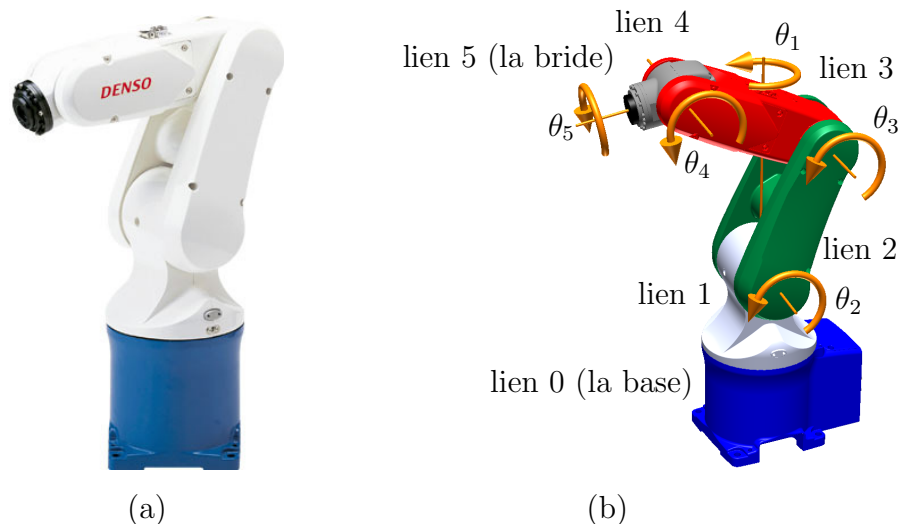 DENSO
(a)
lien 4
θ1
lien 5 (la bride)
lien 3
θ5
θ4
θ3
lien 2
lien 1
θ2
lien 0 (la base)
(b)